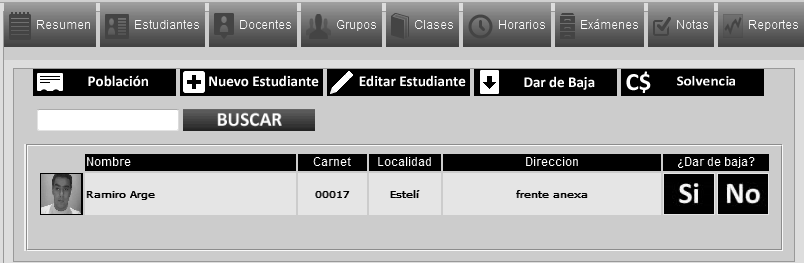 Resumen Estudiantes Docentes Grupos Clases Horarios Exámenes Notas Reportes
Población Nuevo Estudiante Editar Estudiante Dar de Baja C$ Solvencia
BUSCAR
Nombre Carnet Localidad Direccion ¿Dar de baja?
Ramiro Arge 00017 Estelí frente anexa Si No